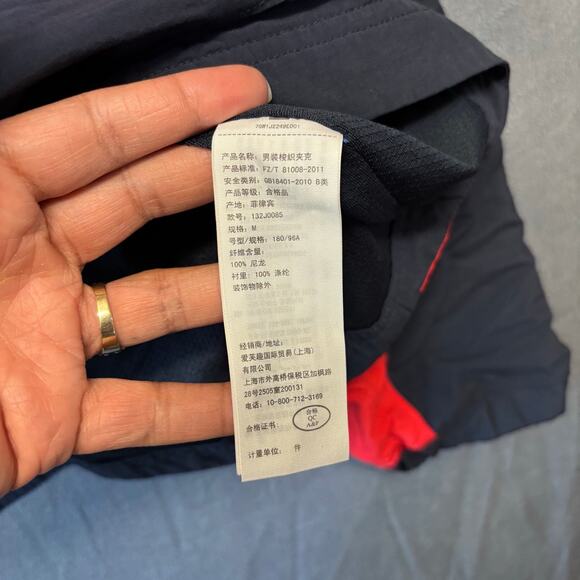 产品名称: 男装梭织夹克
产品标准: FZ/T 81008-2011
安全类别: GB18401-2010 B类
产品等级: 合格品
产地: 菲律宾
款号: 132J0085
规格: M
号型/规格: 180/96A
纤维含量:
100% 尼龙
衬里: 100% 涤纶
装饰物除外
经销商/地址:
爱芙趣国际贸易(上海)
有限公司
上海市外高桥保税区加枫路
28号2505室200131
电话: 10-800-712-3169
合格证书:
合格
QC
A&F
计量单位: 件